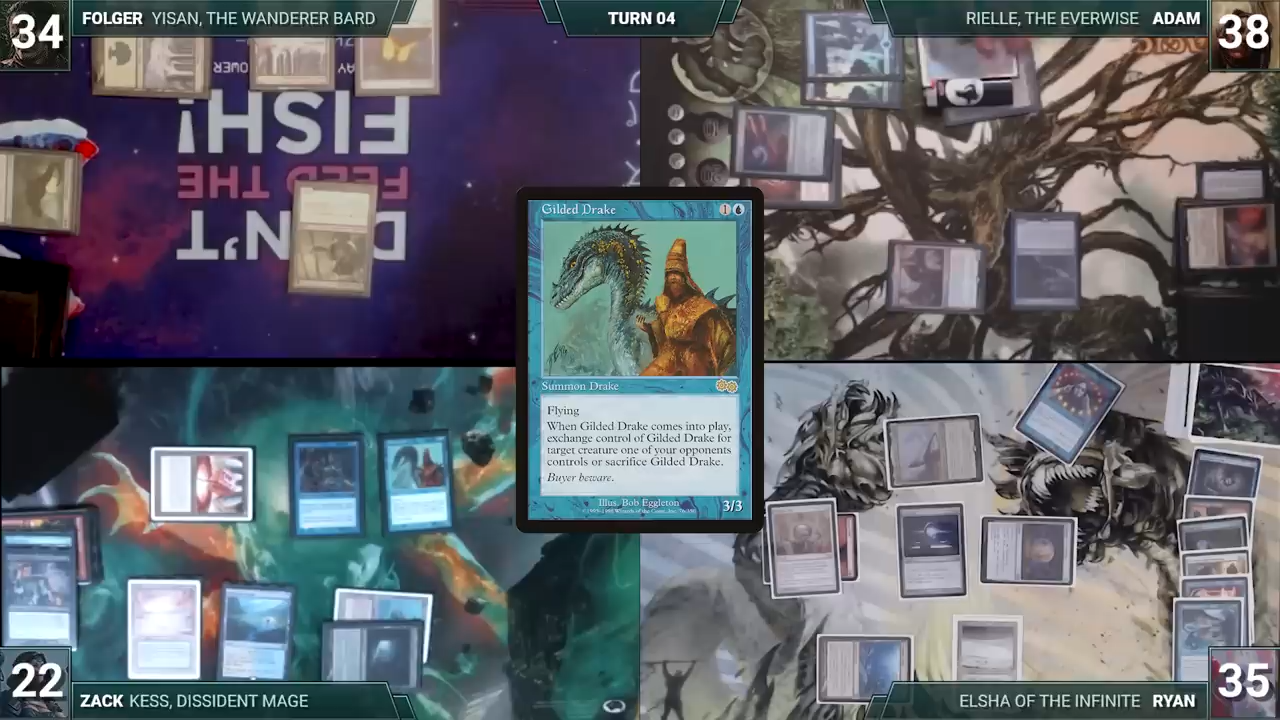 34
FOLGER YISAN, THE WANDERER BARD
TURN 04
RIELLE, THE EVERWISE ADAM
38
DON'T
FEED THE
FISH!
Gilded Drake 1
Summon Drake
Flying
When Gilded Drake comes into play,
exchange control of Gilded Drake for
target creature one of your opponents
controls or sacrifice Gilded Drake.
Buyer beware.
Illus. Bob Eggleton
3/3
22
ZACK KESS, DISSIDENT MAGE
ELSHA OF THE INFINITE RYAN
35